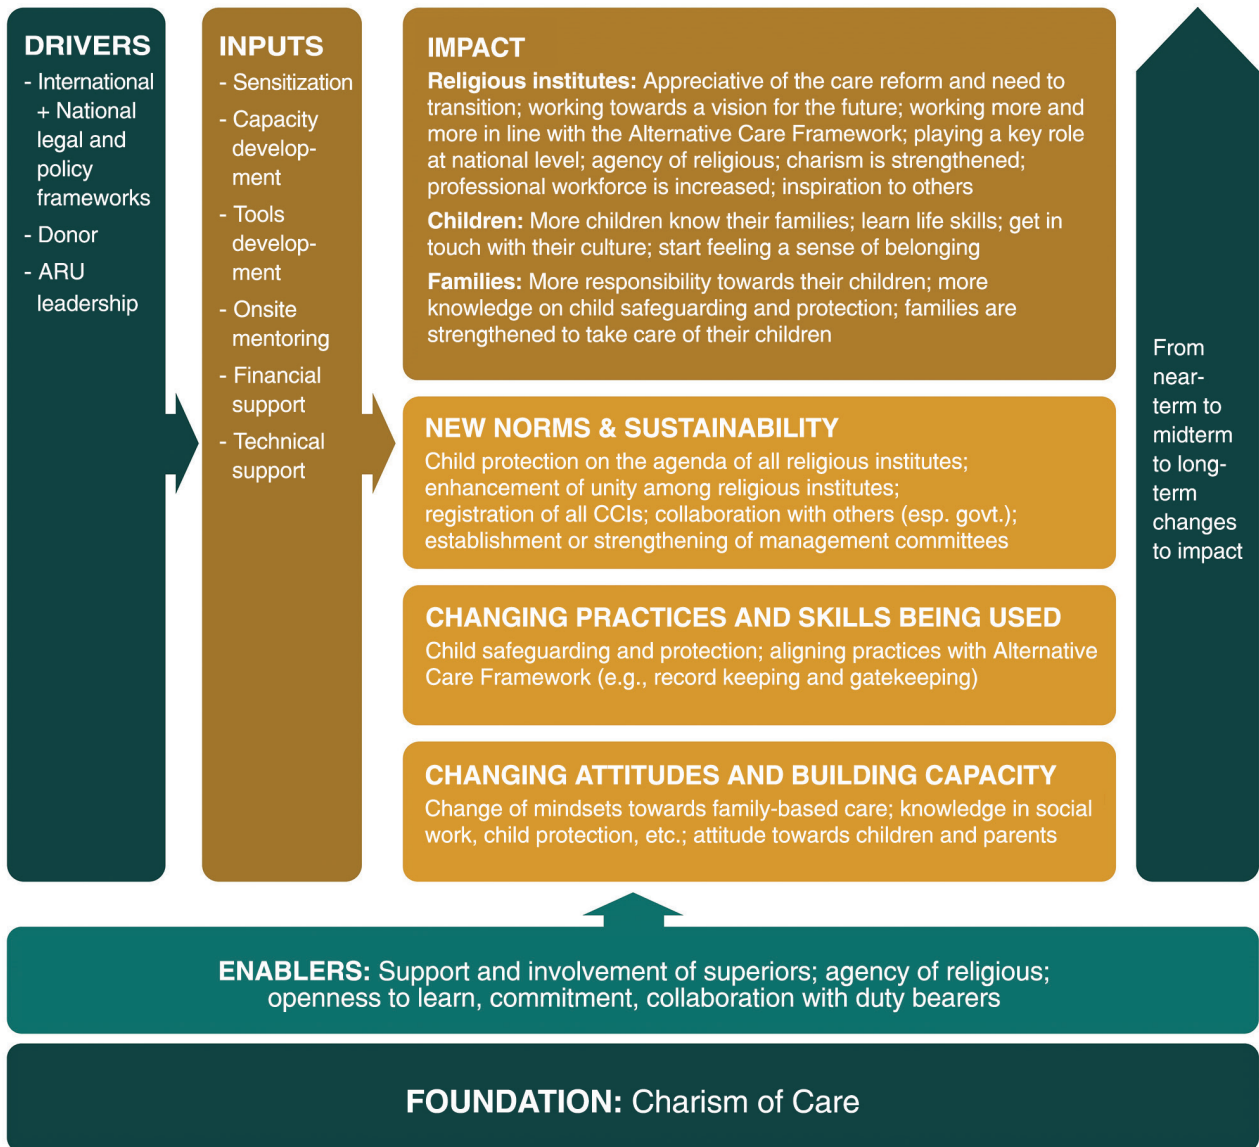 DRIVERS
- International
+ National
legal and
policy
frameworks
- Donor
- ARU
leadership
INPUTS
- Sensitization
- Capacity
develop-
ment
- Tools
develop-
ment
- Onsite
mentoring
- Financial
support
- Technical
support
IMPACT
Religious institutes: Appreciative of the care reform and need to
transition; working towards a vision for the future; working more and
more in line with the Alternative Care Framework; playing a key role
at national level; agency of religious; charism is strengthened;
professional workforce is increased; inspiration to others
Children: More children know their families; learn life skills; get in
touch with their culture; start feeling a sense of belonging
Families: More responsibility towards their children; more
knowledge on child safeguarding and protection; families are
strengthened to take care of their children
NEW NORMS & SUSTAINABILITY
Child protection on the agenda of all religious institutes;
enhancement of unity among religious institutes;
registration of all CCIs; collaboration with others (esp. govt.);
establishment or strengthening of management committees
CHANGING PRACTICES AND SKILLS BEING USED
Child safeguarding and protection; aligning practices with Alternative
Care Framework (e.g., record keeping and gatekeeping)
CHANGING ATTITUDES AND BUILDING CAPACITY
Change of mindsets towards family-based care; knowledge in social
work, child protection, etc.; attitude towards children and parents
From
near-
term to
midterm
to long-
term
changes
to impact
ENABLERS: Support and involvement of superiors; agency of religious;
openness to learn, commitment, collaboration with duty bearers
FOUNDATION: Charism of Care